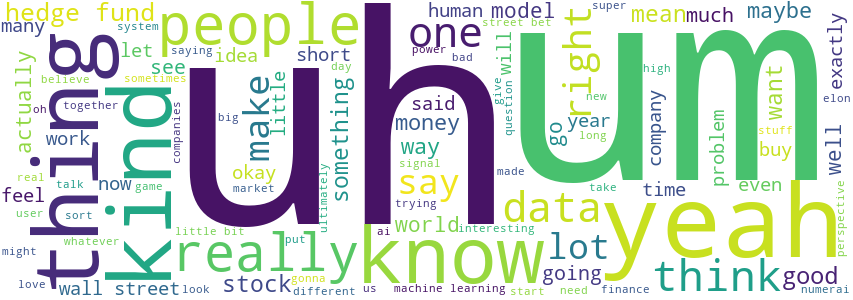 hedge fund
many
system
let
saying
actually
thing
oh
together
believe
sometimes
work
real
feel
talk
now
game
user
sort
whatever
might
love
wall street
look
kind
companies
people
see
idea
short
uh
big
make
little
okay
market
day
something
ultimately
little bit
really
put
stock
gonna
different
one
said
money
way
signal
trying
say
made
world
ai
interesting
know
us
machine learning
human
model
power
bad
street bet
will
give
question
um
go
right
year
new
long
data
lot
going
start
need
think
finance
take
yeah
mean
much
super
maybe
exactly
elon
high
want
company
problem
buy
stuff
well
even
time
perspective
good
numerai